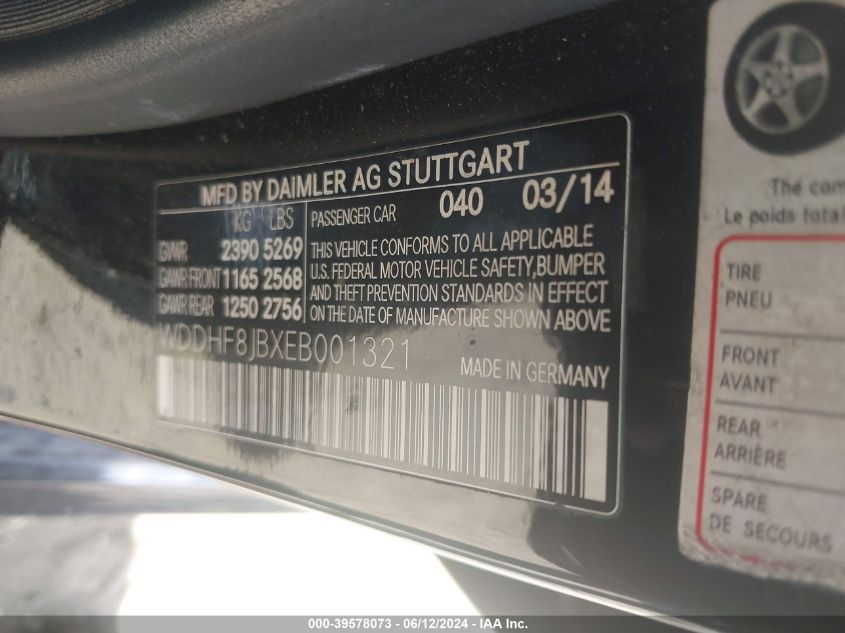 MFD BY DAIMLER AG STUTTGART
KG LBS PASSENGER CAR 040 03/14
GVWR 2390 5269
GAWR FRONT 1165 2568
GAWR REAR 1250 2756
THIS VEHICLE CONFORMS TO ALL APPLICABLE
U.S. FEDERAL MOTOR VEHICLE SAFETY, BUMPER
AND THEFT PREVENTION STANDARDS IN EFFECT
ON THE DATE OF MANUFACTURE SHOWN ABOVE
WDDHF8JBXEB001321
MADE IN GERMANY
The com
Le poids total
TIRE
PNEU
FRONT
AVANT
REAR
ARRIÈRE
SPARE
DE SECOURS
000-39578073 - 06/12/2024 - IAA Inc.